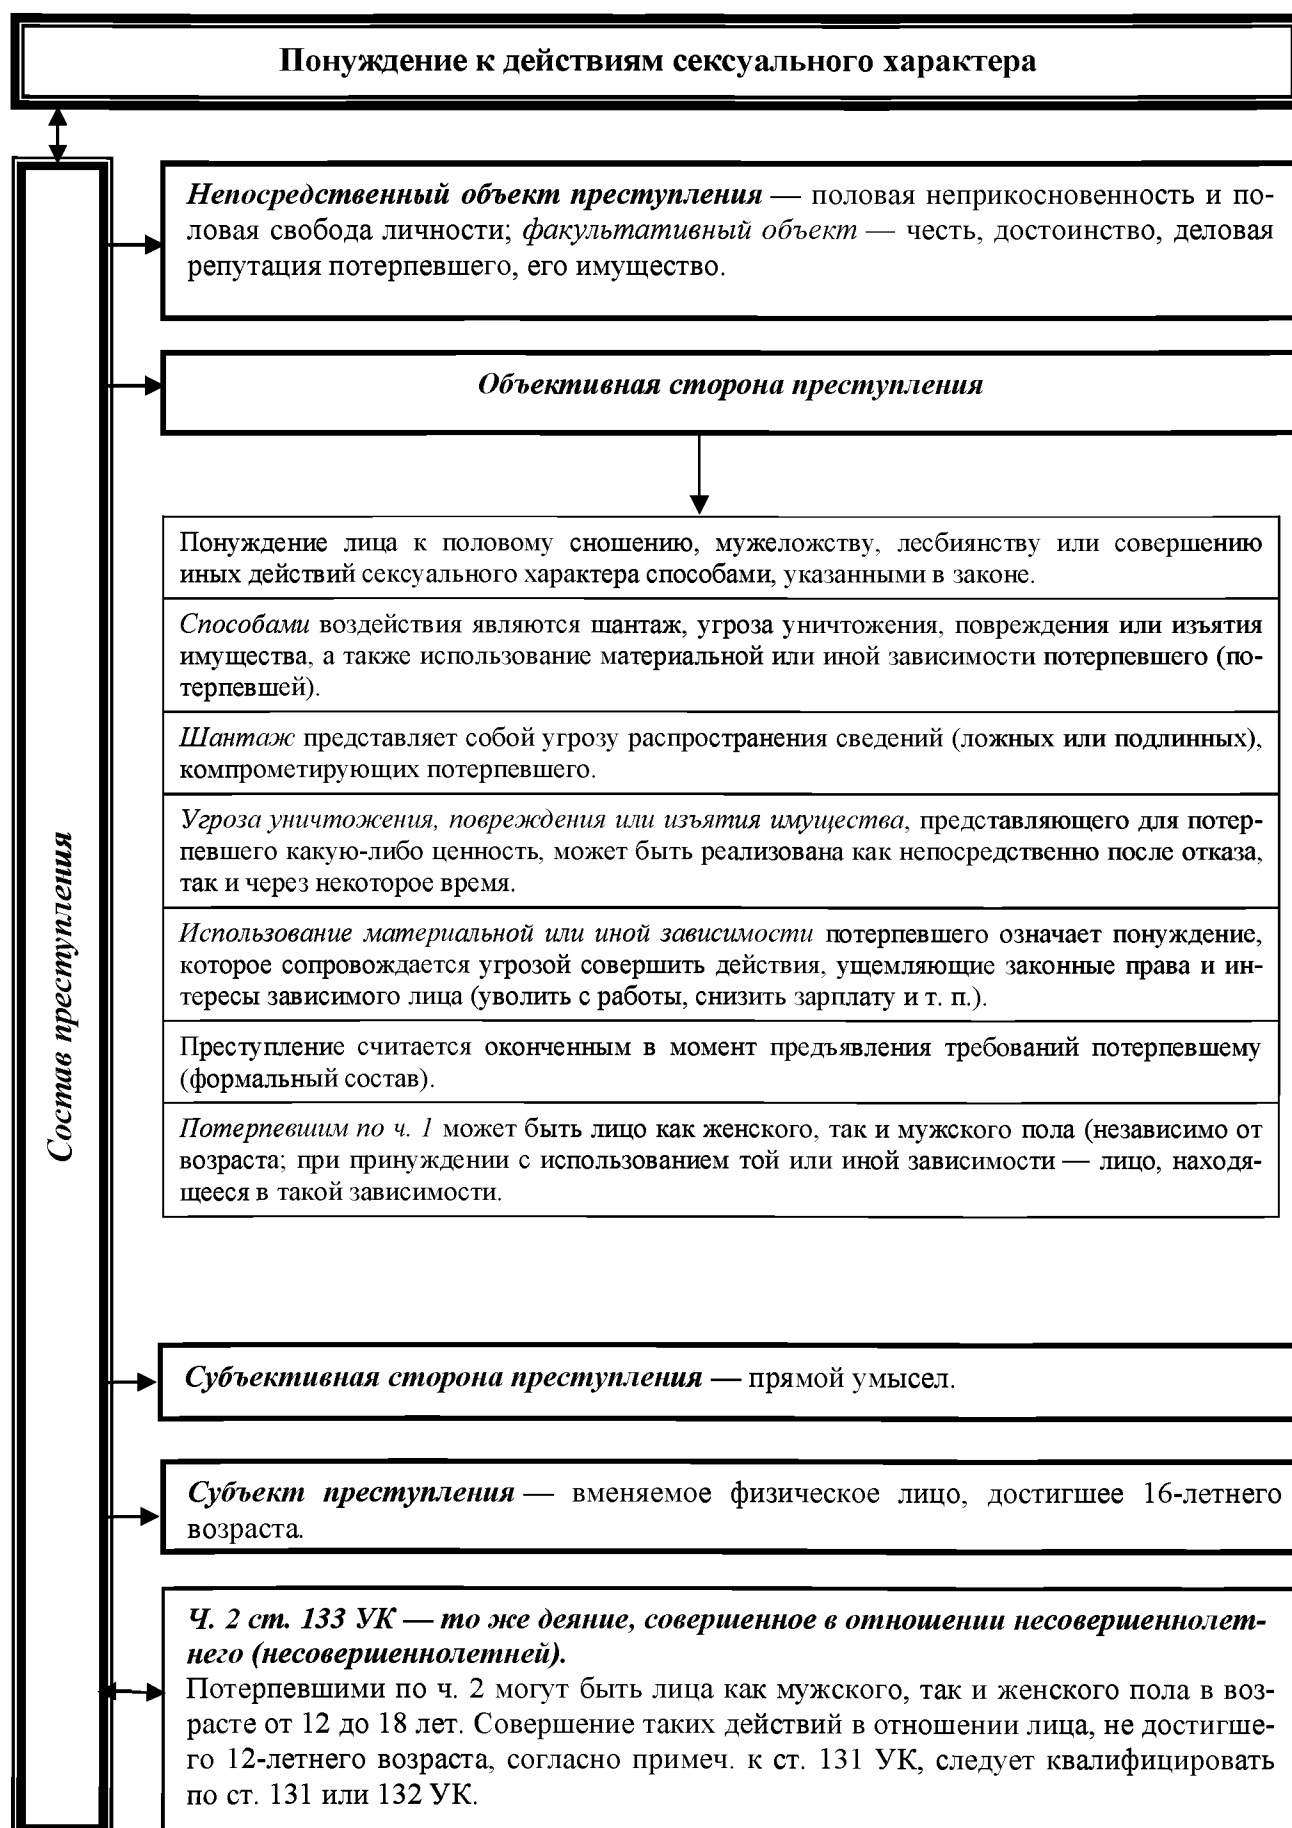 Понуждение к действиям сексуального характера
Состав преступления
Непосредственный объект преступления — половая неприкосновенность и по-
ловая свобода личности; факультативный объект — честь, достоинство, деловая
репутация потерпевшего, его имущество.
Объективная сторона преступления
Понуждение лица к половому сношению, мужеложству, лесбиянству или совершению
иных действий сексуального характера способами, указанными в законе.
Способами воздействия являются шантаж, угроза уничтожения, повреждения или изъятия
имущества, а также использование материальной или иной зависимости потерпевшего (по-
терпевшей).
Шантаж представляет собой угрозу распространения сведений (ложных или подлинных),
компрометирующих потерпевшего.
Угроза уничтожения, повреждения или изъятия имущества, представляющего для потер-
певшего какую-либо ценность, может быть реализована как непосредственно после отказа,
так и через некоторое время.
Использование материальной или иной зависимости потерпевшего означает понуждение,
которое сопровождается угрозой совершить действия, ущемляющие законные права и ин-
тересы зависимого лица (уволить с работы, снизить зарплату и т. п.).
Преступление считается оконченным в момент предъявления требований потерпевшему
(формальный состав).
Потерпевшим по ч. 1 может быть лицо как женского, так и мужского пола (независимо от
возраста; при принуждении с использованием той или иной зависимости — лицо, находя-
щееся в такой зависимости.
Субъективная сторона преступления — прямой умысел.
Субъект преступления — вменяемое физическое лицо, достигшее 16-летнего
возраста.
Ч. 2 ст. 133 УК — то же деяние, совершенное в отношении несовершеннолет-
него (несовершеннолетней).
Потерпевшими по ч. 2 могут быть лица как мужского, так и женского пола в воз-
расте от 12 до 18 лет. Совершение таких действий в отношении лица, не достигше-
го 12-летнего возраста, согласно примеч. к ст. 131 УК, следует квалифицировать
по ст. 131 или 132 УК.